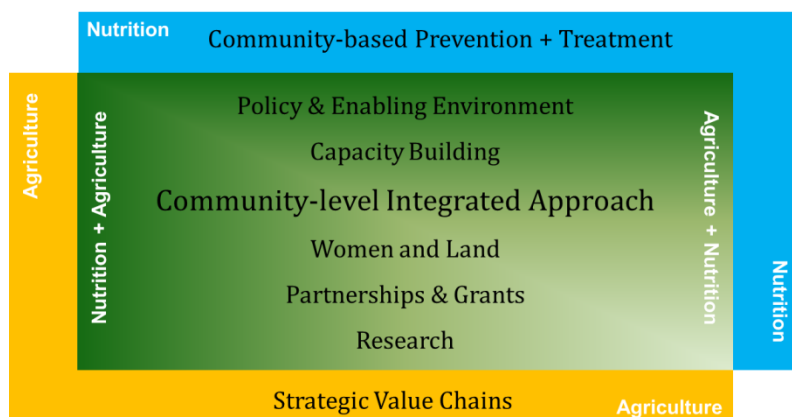 Nutrition
Community-based Prevention + Treatment
Agriculture
Nutrition + Agriculture
Policy & Enabling Environment
Capacity Building
Community-level Integrated Approach
Women and Land
Partnerships & Grants
Research
Agriculture + Nutrition
Nutrition
Strategic Value Chains
Agriculture